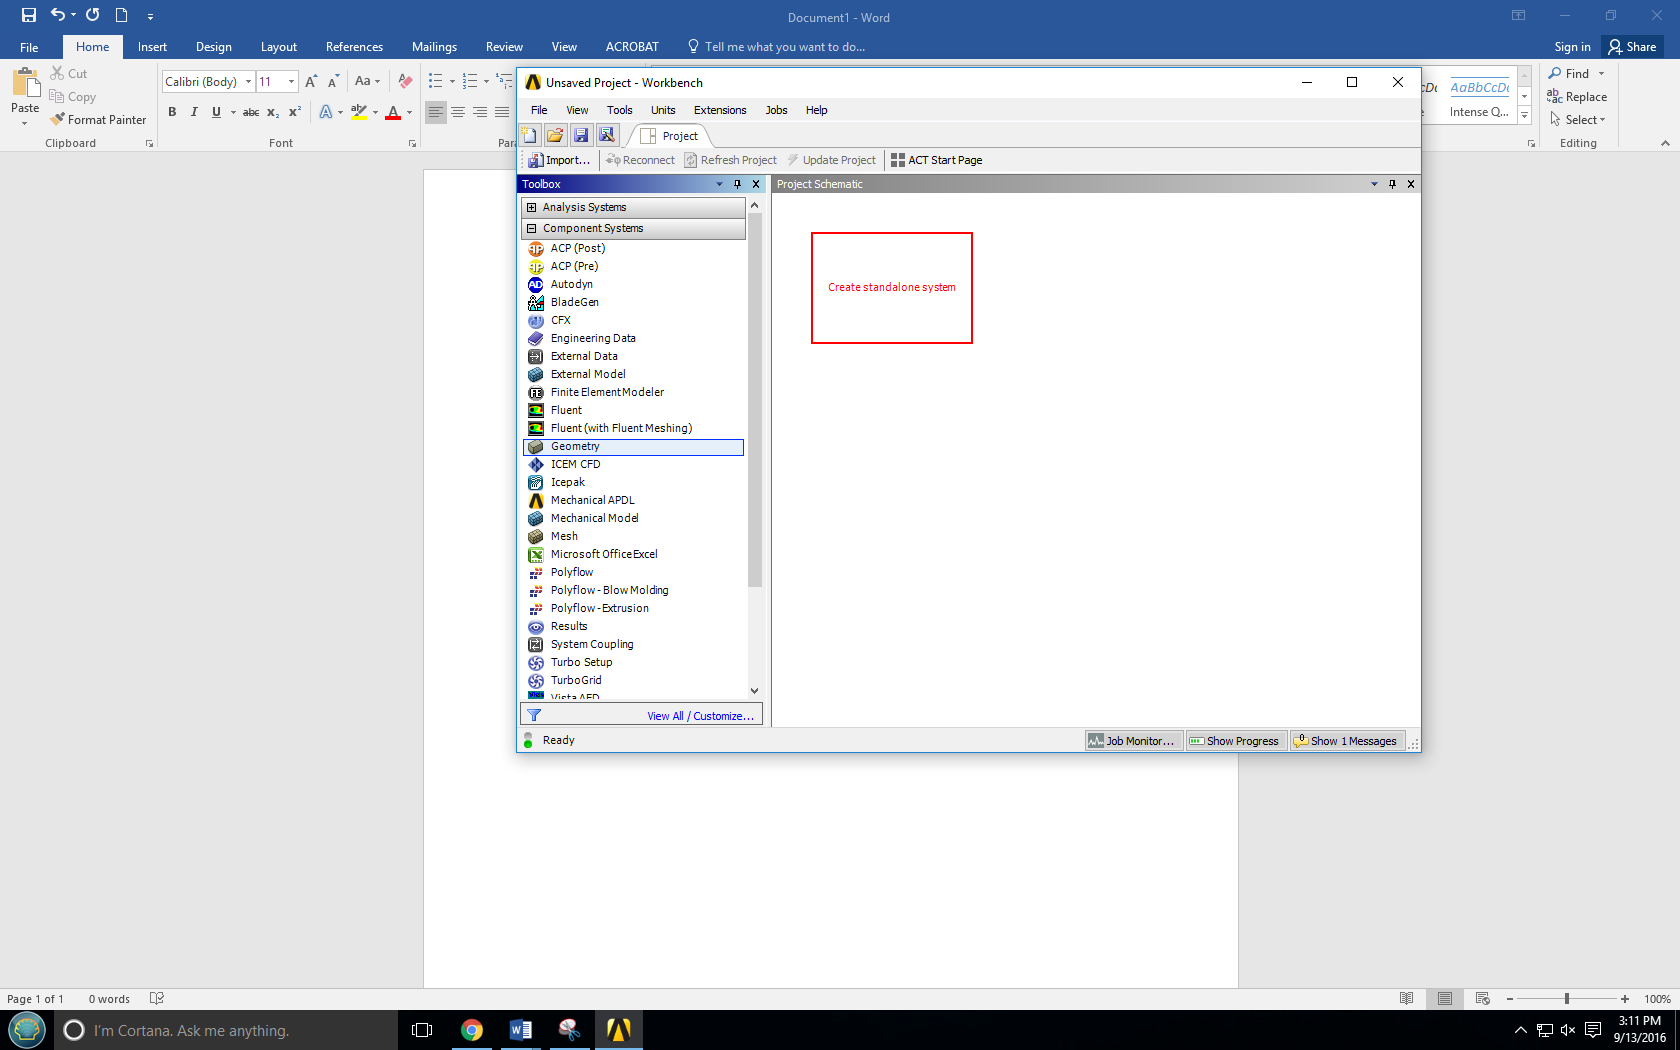 Document1 - Word
File Home Insert Design Layout References Mailings Review View ACROBAT Tell me what you want to do... Sign in Share
Paste
Cut
Copy
Format Painter
Clipboard
Calibri (Body) 11 A A Aa
B I U abc x₂ x² A ab A
Font
Intense Q...
AaBbCcDc
Find
Replace
Select
Editing
Unsaved Project - Workbench
File View Tools Units Extensions Jobs Help
Project
Import... Reconnect Refresh Project Update Project ACT Start Page
Toolbox
Analysis Systems
Component Systems
ACP (Post)
ACP (Pre)
Autodyn
BladeGen
CFX
Engineering Data
External Data
External Model
Finite Element Modeler
Fluent
Fluent (with Fluent Meshing)
Geometry
ICEM CFD
Icepak
Mechanical APDL
Mechanical Model
Mesh
Microsoft Office Excel
Polyflow
Polyflow - Blow Molding
Polyflow - Extrusion
Results
System Coupling
Turbo Setup
TurboGrid
Vista AFD
View All / Customize...
Project Schematic
Create standalone system
Ready
Job Monitor... Show Progress Show 1 Messages
Page 1 of 1 0 words
100%
I'm Cortana. Ask me anything.
3:11 PM
9/13/2016